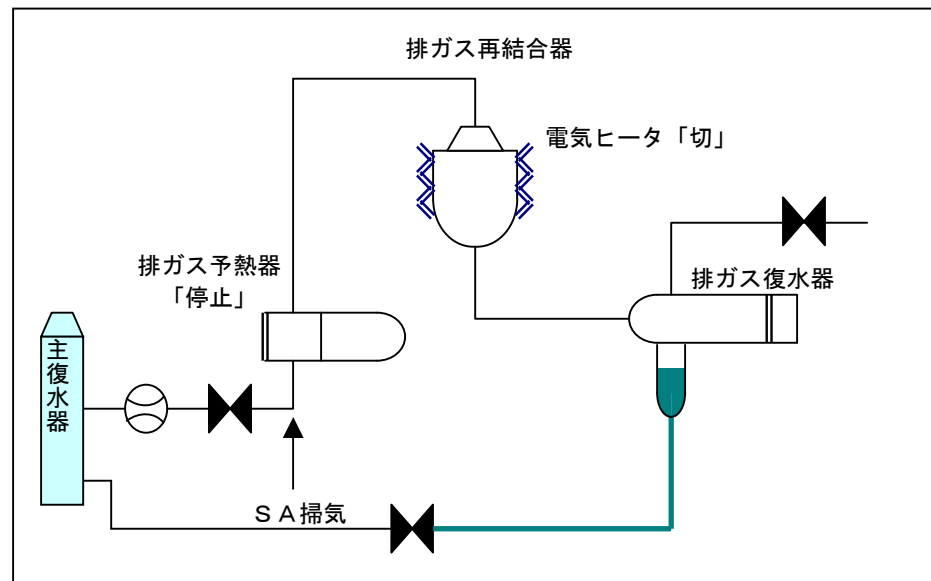 排ガス再結合器
電気ヒータ「切」
排ガス予熱器
「停止」
排ガス復水器
主復水器
ＳＡ掃気